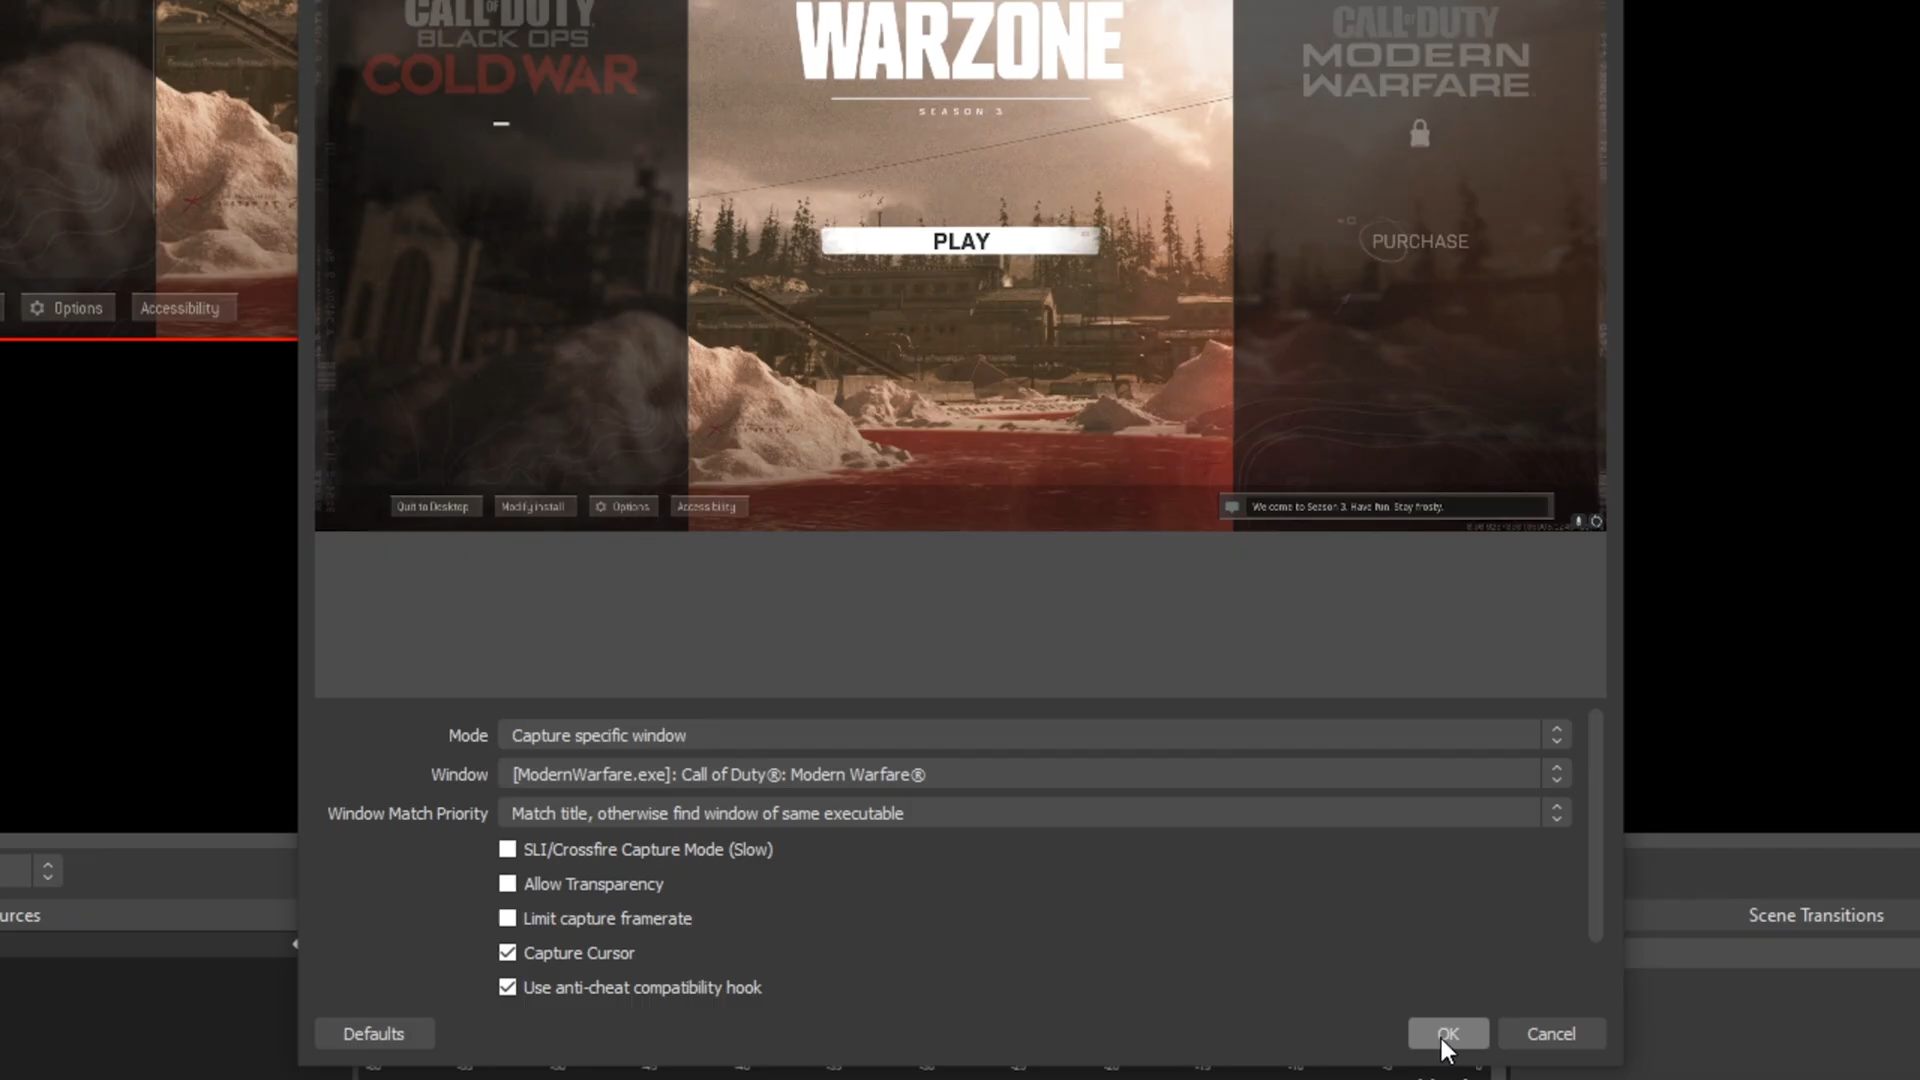 CALL OF DUTY
BLACK OPS
COLD WAR
WARZONE
SEASON 3
CALL OF DUTY
MODERN
WARFARE
PLAY
PURCHASE
Options
Accessibility
Quit to Desktop
Modify install
Options
Accessibility
Welcome to Season 3. Have fun. Stay frosty.
Mode
Capture specific window
Window
[ModernWarfare.exe]: Call of Duty®: Modern Warfare®
Window Match Priority
Match title, otherwise find window of same executable
SLI/Crossfire Capture Mode (Slow)
Allow Transparency
Limit capture framerate
Capture Cursor
Use anti-cheat compatibility hook
urces
Scene Transitions
Defaults
OK
Cancel